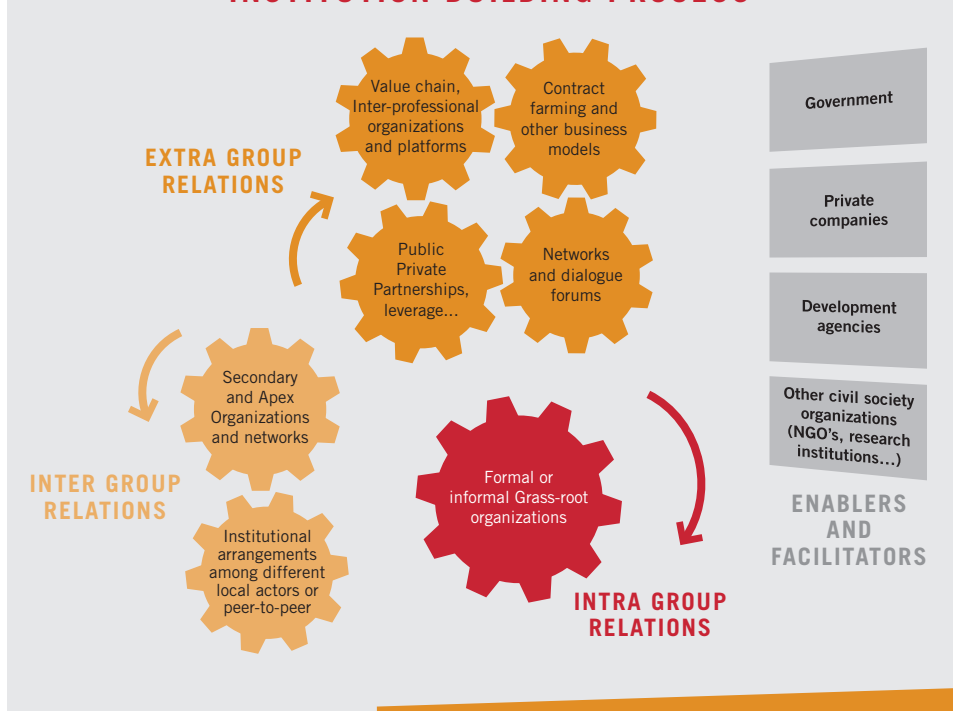 INSTITUTION BUILDING PROCESS
Value chain,
Inter-professional
organizations
and platforms
Contract
farming and
other business
models
EXTRA GROUP
RELATIONS
Public
Private
Partnerships,
leverage...
Networks
and dialogue
forums
Secondary
and Apex
Organizations
and networks
INTER GROUP
RELATIONS
Institutional
arrangements
among different
local actors or
peer-to-peer
Formal or
informal Grass-root
organizations
INTRA GROUP
RELATIONS
Government
Private
companies
Development
agencies
Other civil society
organizations
(NGO's, research
institutions...)
ENABLERS
AND
FACILITATORS